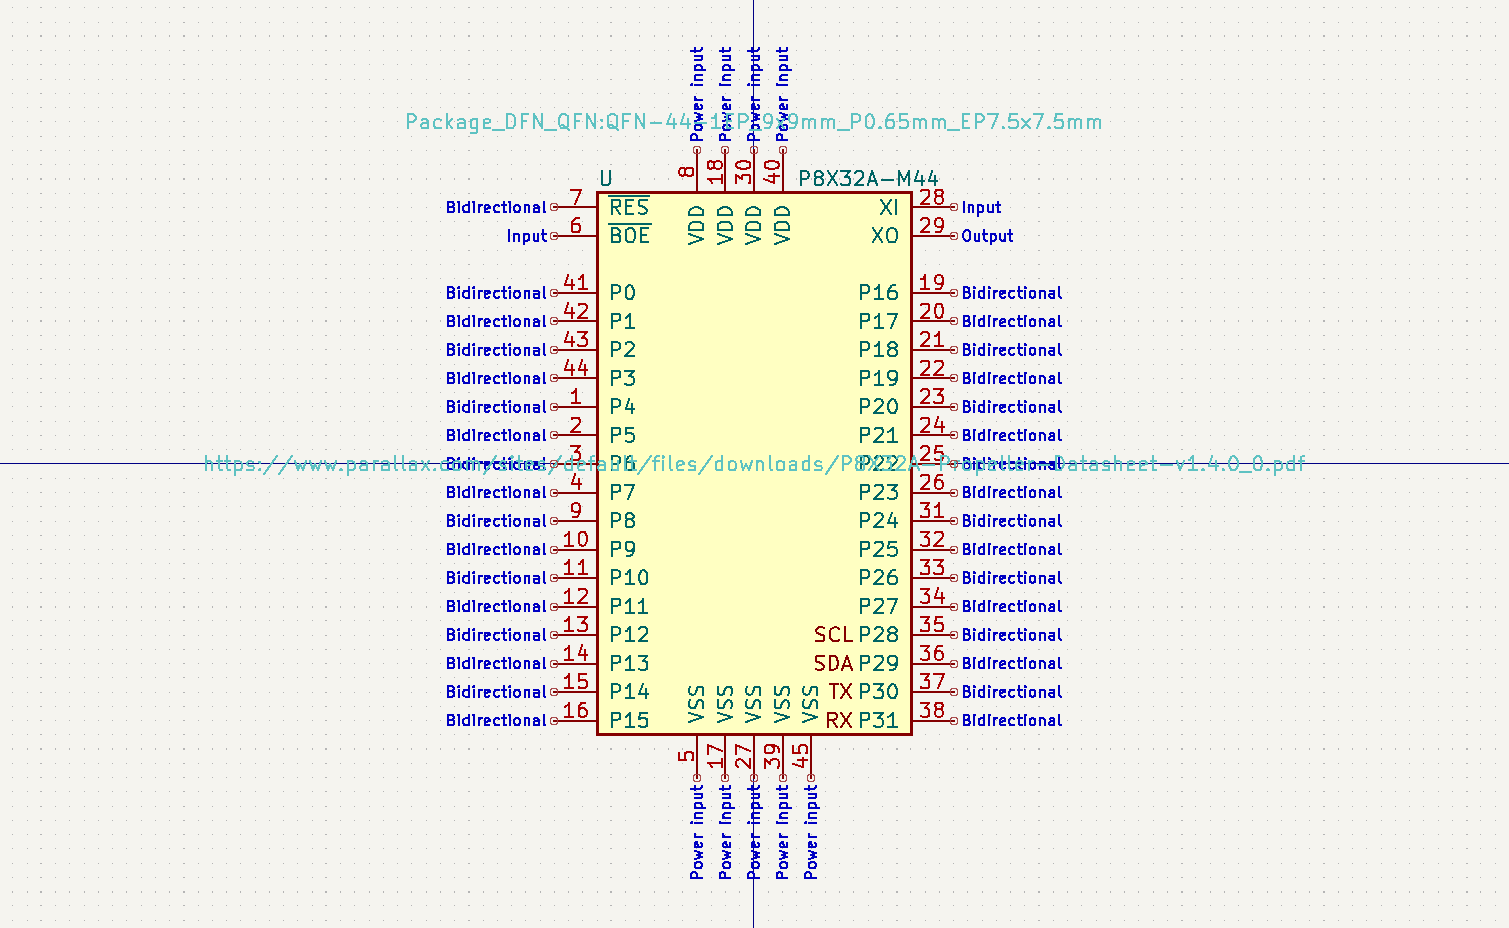 Power input Power input Power input Power input
Package_DFN_QFN:QFN-44-1EP_9x9mm_P0.65mm_EP7.5x7.5mm
8 18 30 40
U P8X32A-M44
Bidirectional 7 RES VDD VDD VDD VDD XI 28 Input
Input 6 BOE XO 29 Output
Bidirectional 41 P0 P16 19 Bidirectional
Bidirectional 42 P1 P17 20 Bidirectional
Bidirectional 43 P2 P18 21 Bidirectional
Bidirectional 44 P3 P19 22 Bidirectional
Bidirectional 1 P4 P20 23 Bidirectional
Bidirectional 2 P5 P21 24 Bidirectional
Bidirectional 3 P6 P22 25 Bidirectional
https://www.parallax.com/sites/default/files/downloads/P8X32A-Propeller-Datasheet-v1.4.0_0.pdf
Bidirectional 4 P7 P23 26 Bidirectional
Bidirectional 9 P8 P24 31 Bidirectional
Bidirectional 10 P9 P25 32 Bidirectional
Bidirectional 11 P10 P26 33 Bidirectional
Bidirectional 12 P11 P27 34 Bidirectional
Bidirectional 13 P12 SCL P28 35 Bidirectional
Bidirectional 14 P13 SDA P29 36 Bidirectional
Bidirectional 15 P14 TX P30 37 Bidirectional
Bidirectional 16 P15 RX P31 38 Bidirectional
VSS VSS VSS VSS VSS
5 17 27 39 45
Power input Power input Power input Power input Power input